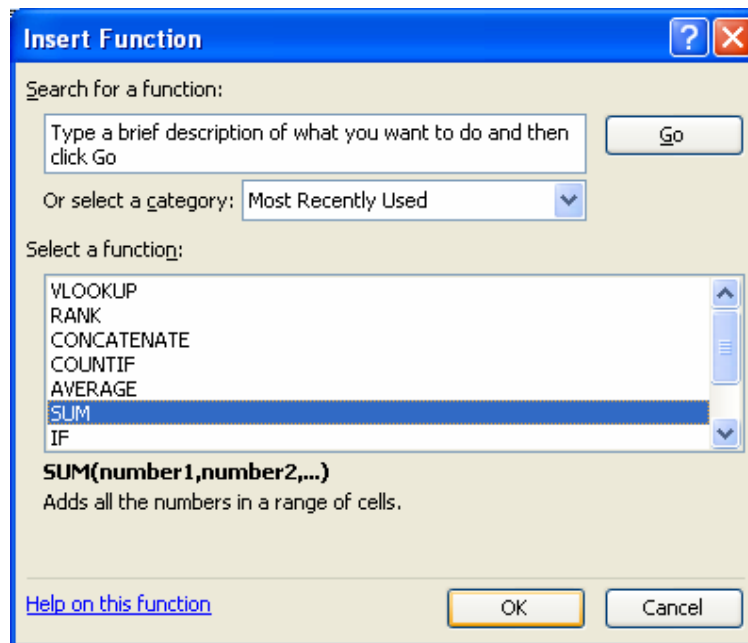 Insert Function
Search for a function:
Type a brief description of what you want to do and then
click Go
Go
Or select a category: Most Recently Used
Select a function:
VLOOKUP
RANK
CONCATENATE
COUNTIF
AVERAGE
SUM
IF
SUM(number1,number2,...)
Adds all the numbers in a range of cells.
Help on this function
OK
Cancel